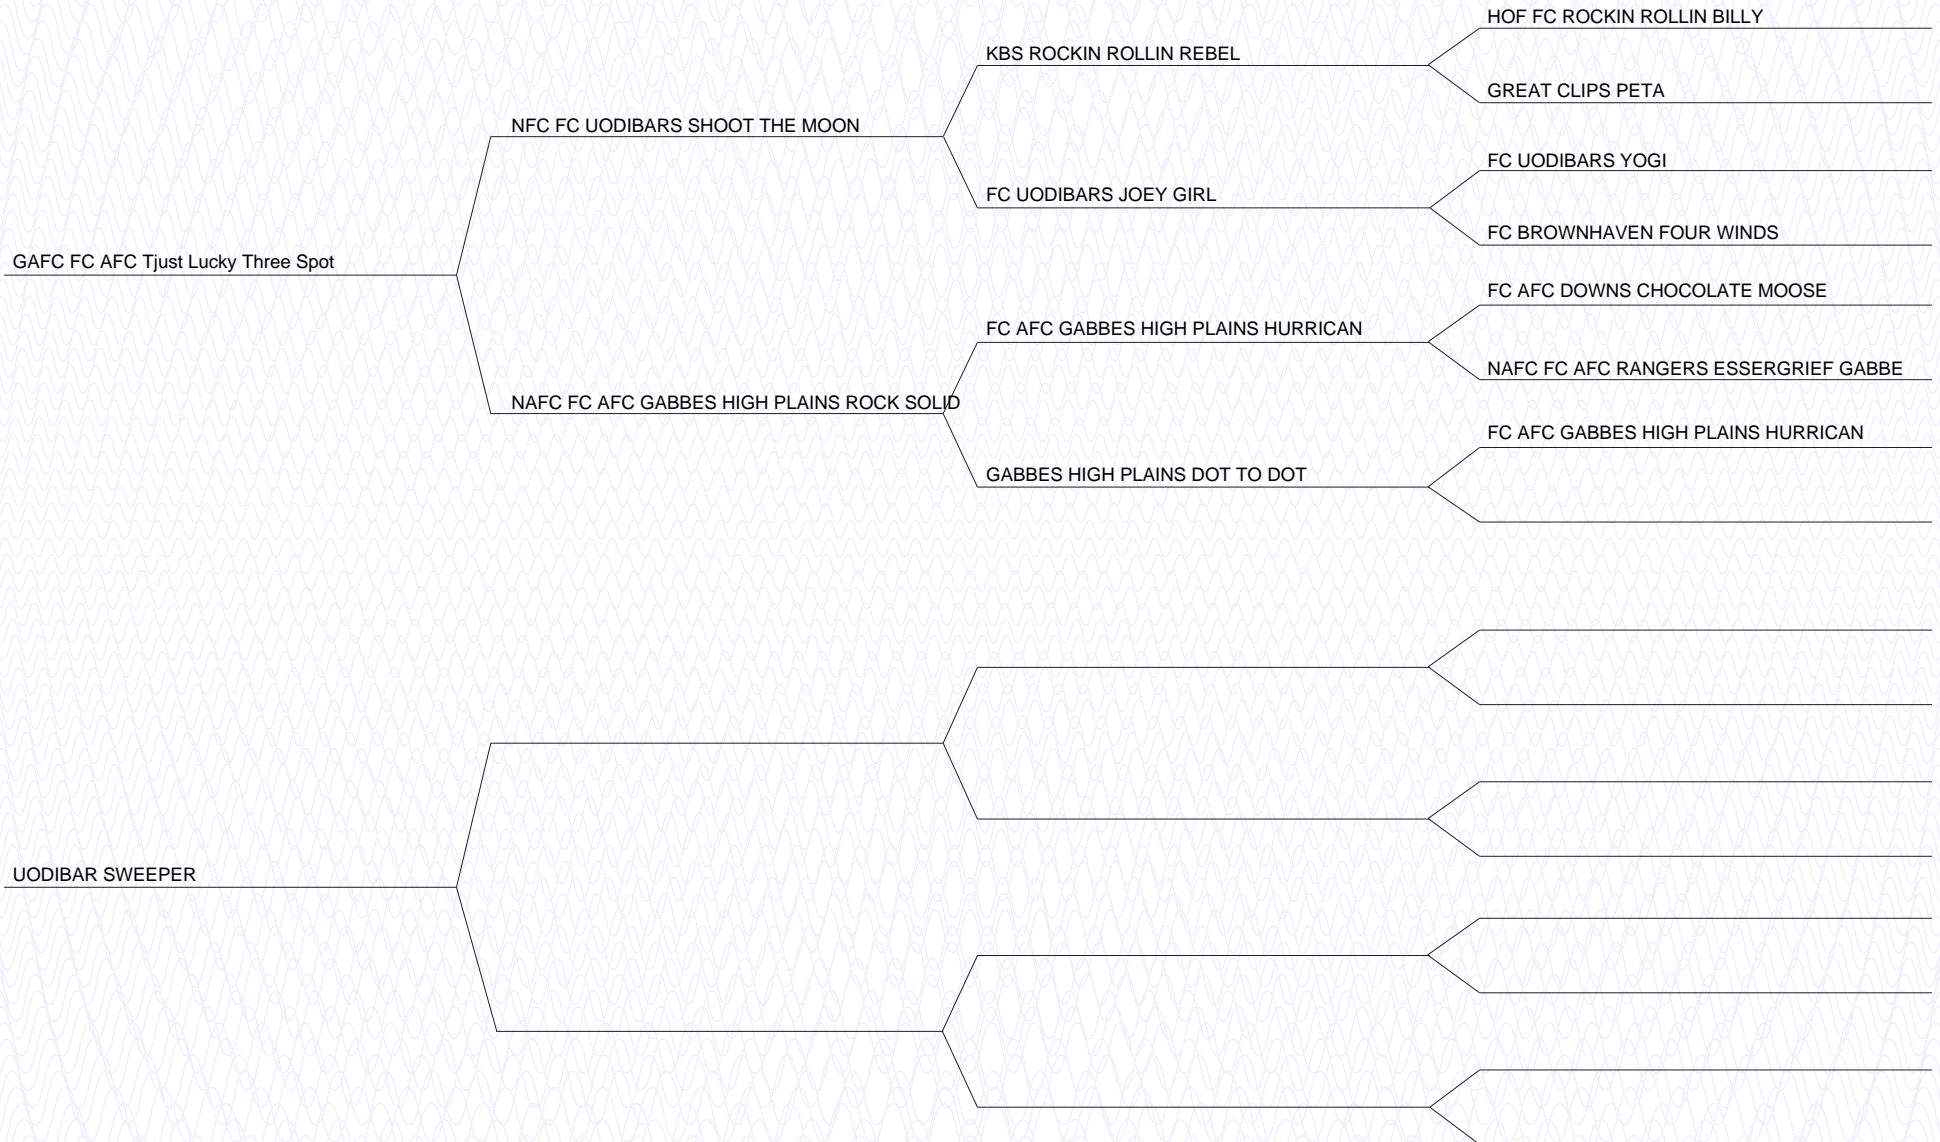 HOF FC ROCKIN ROLLIN BILLY
KBS ROCKIN ROLLIN REBEL
GREAT CLIPS PETA
NFC FC UODIBARS SHOOT THE MOON
FC UODIBARS YOGI
FC UODIBARS JOEY GIRL
FC BROWNHAVEN FOUR WINDS
GAFC FC AFC Tjust Lucky Three Spot
FC AFC DOWNS CHOCOLATE MOOSE
FC AFC GABBES HIGH PLAINS HURRICAN
NAFC FC AFC RANGERS ESSERGRIEF GABBE
NAFC FC AFC GABBES HIGH PLAINS ROCK SOLID
FC AFC GABBES HIGH PLAINS HURRICAN
GABBES HIGH PLAINS DOT TO DOT
UODIBAR SWEEPER